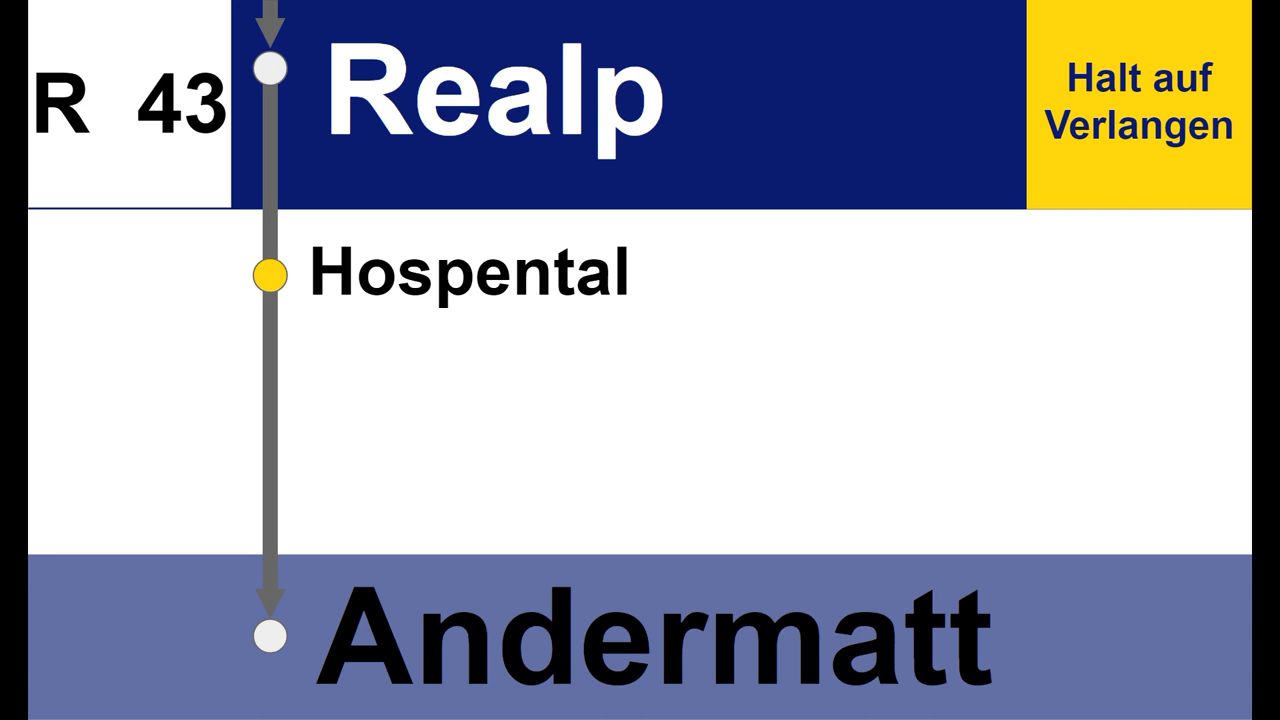 R 43
Realp
Halt auf
Verlangen
Hospental
Andermatt